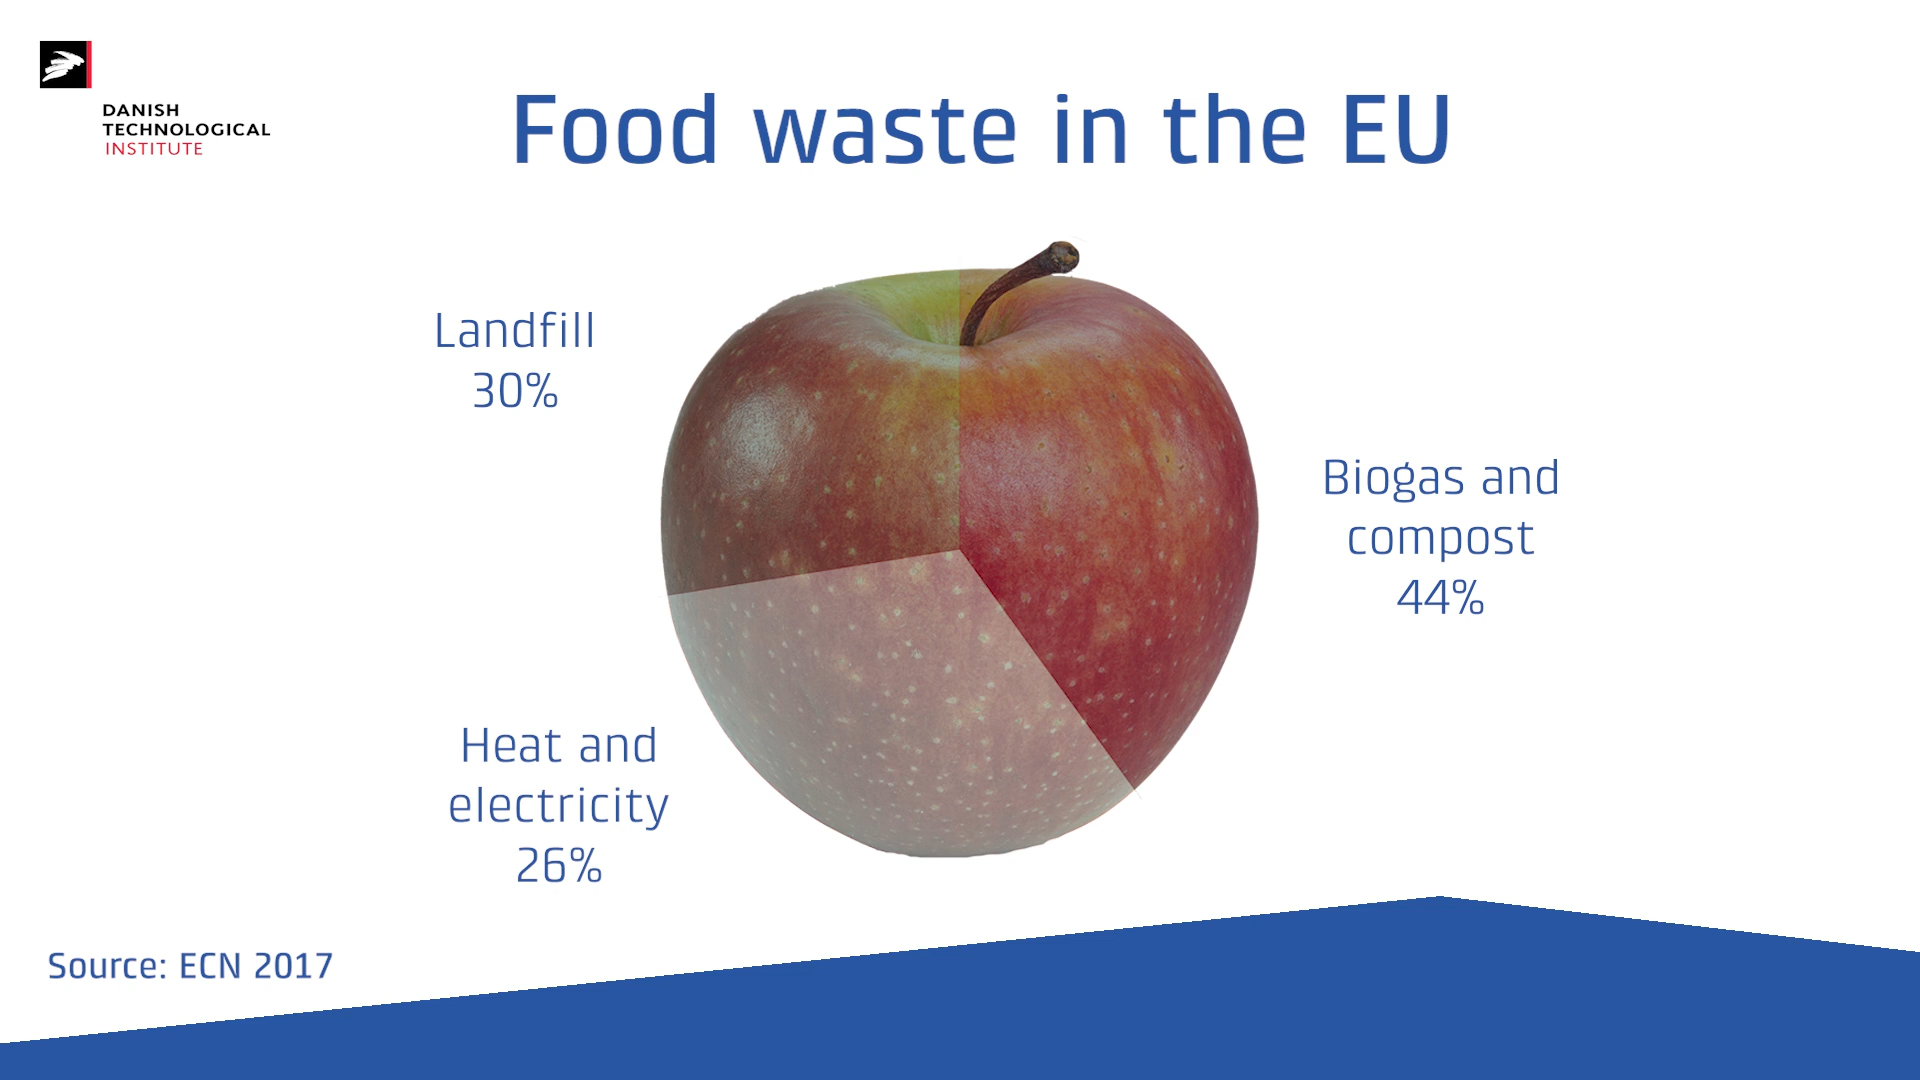 DANISH
TECHNOLOGICAL
INSTITUTE
Food waste in the EU
Landfill
30%
Biogas and
compost
44%
Heat and
electricity
26%
Source: ECN 2017